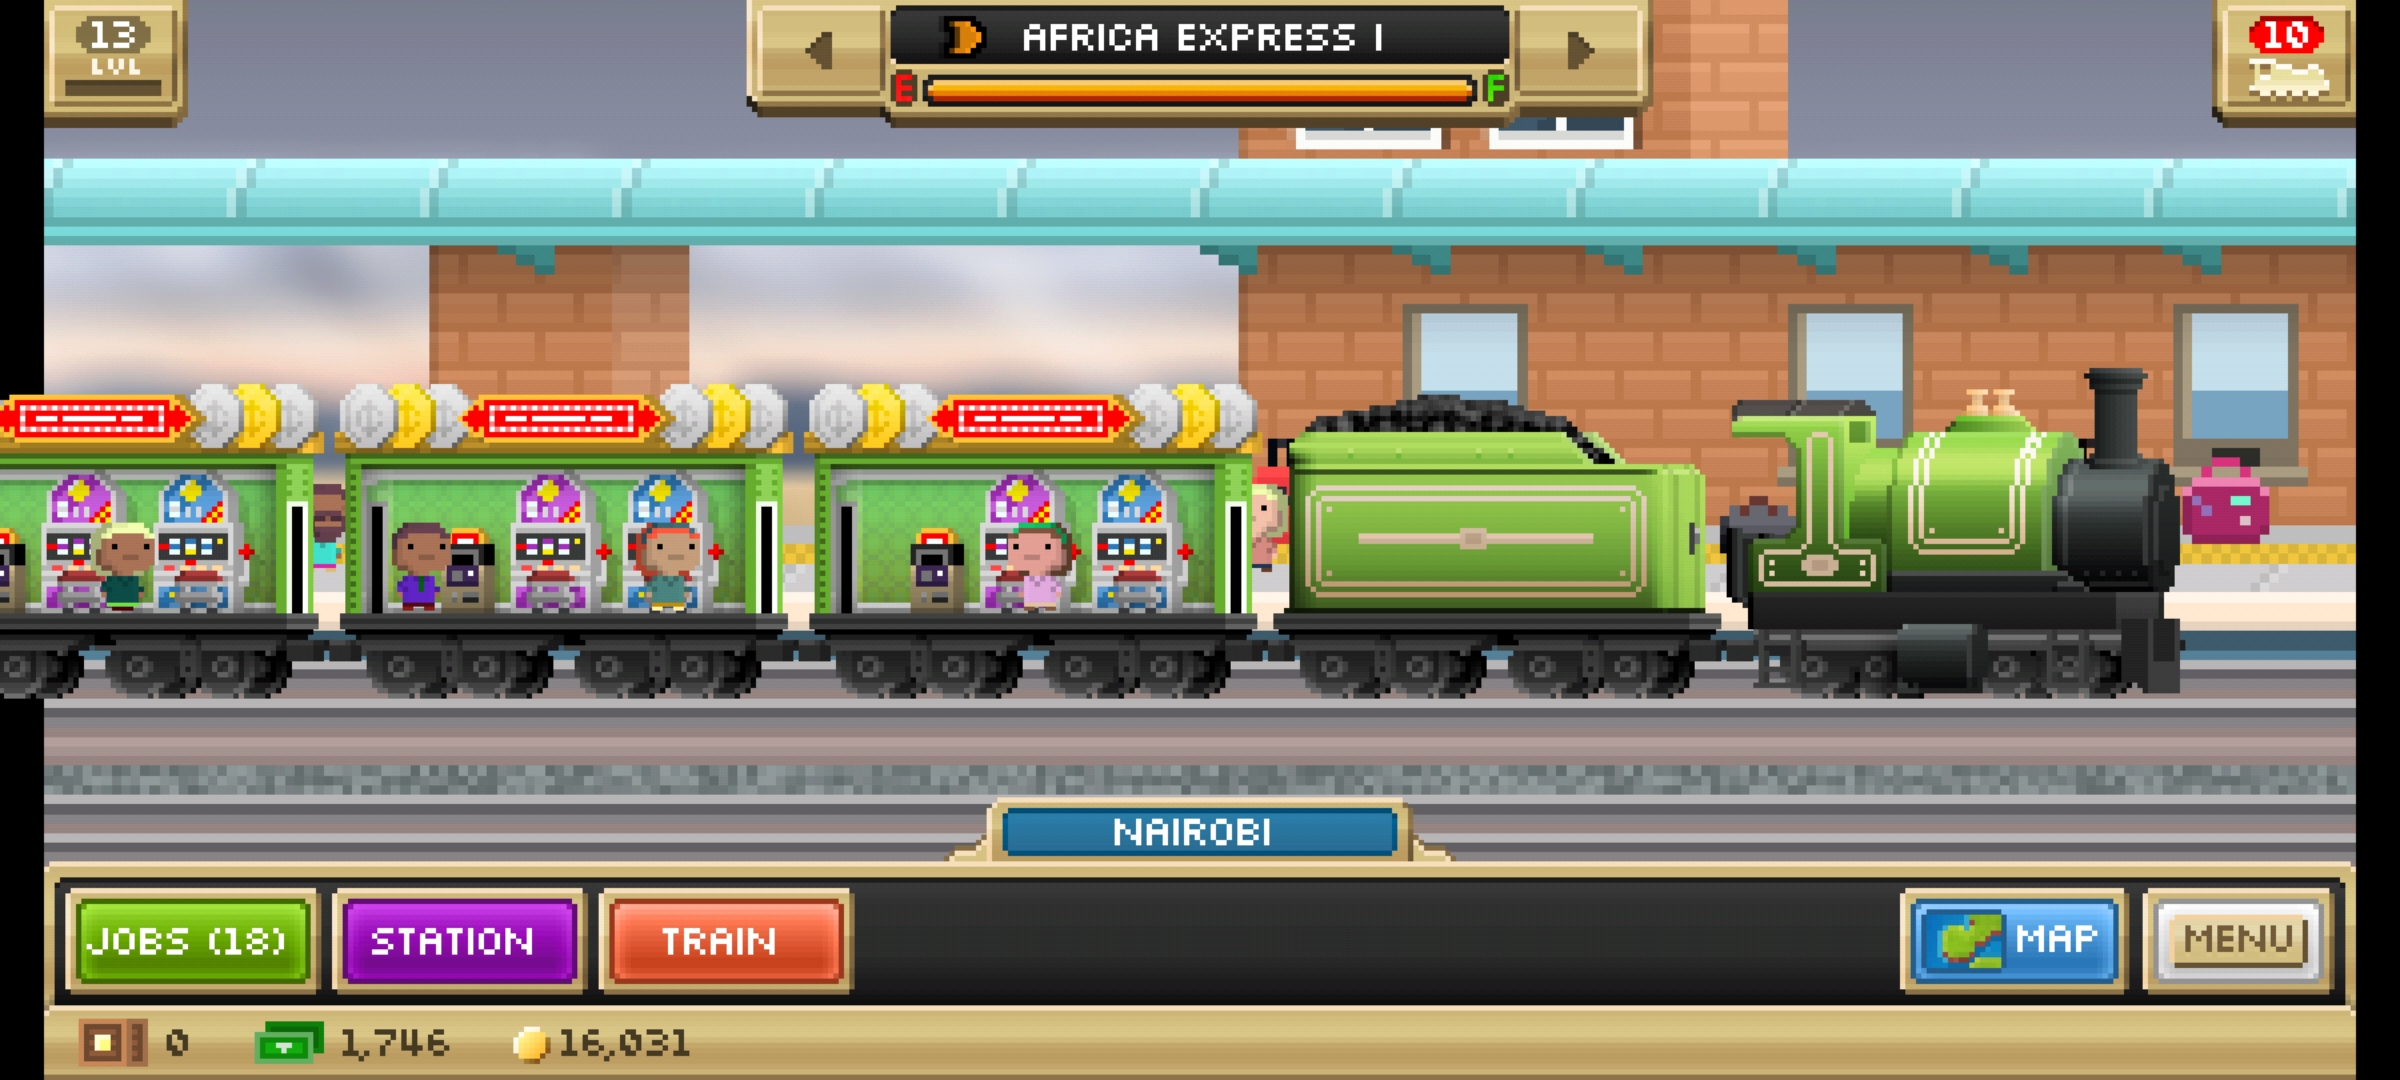 13
LVL
AFRICA EXPRESS I
E
F
10
NAIROBI
JOBS (18)
STATION
TRAIN
MAP
MENU
0
1,746
16,031